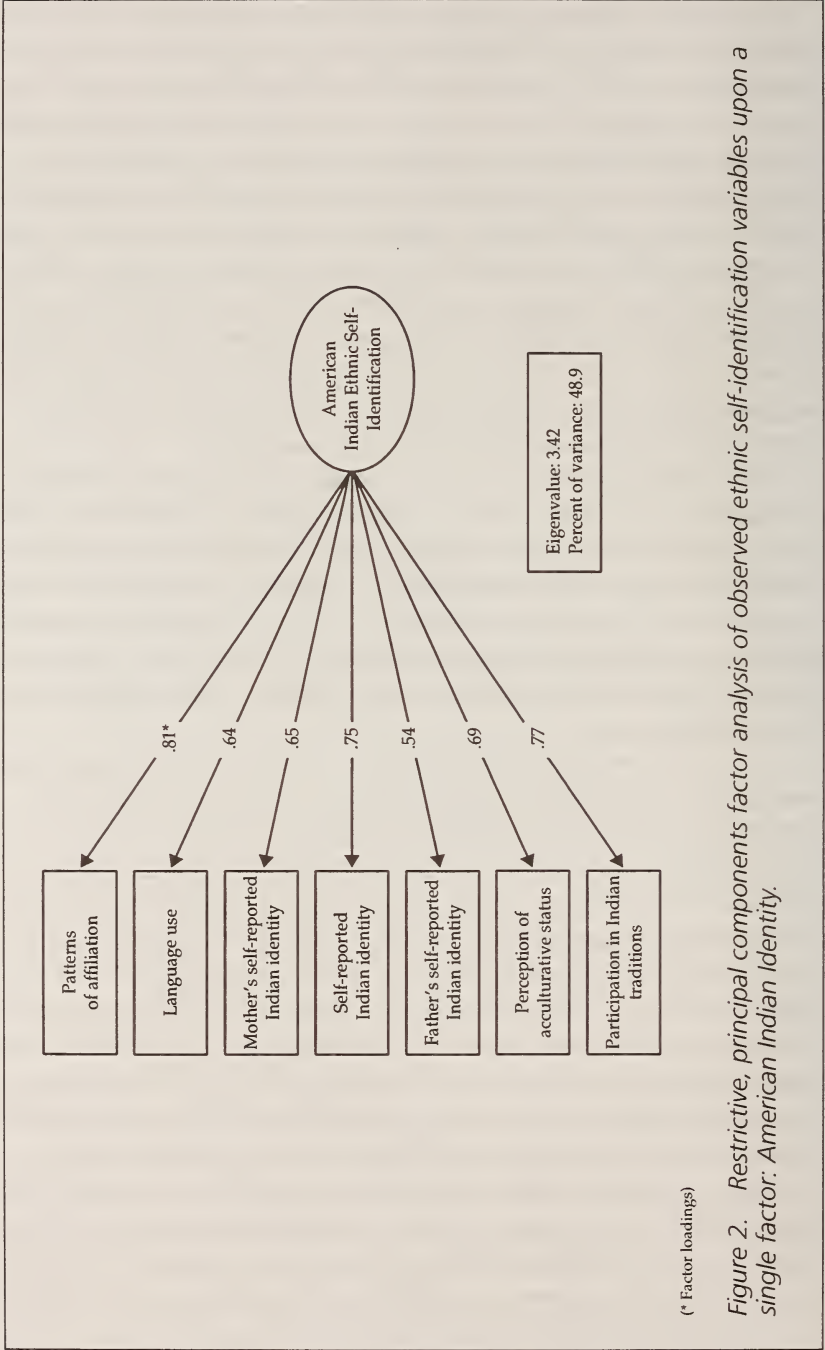 Patterns
of affiliation
Language use
Mother's self-reported
Indian identity
Self-reported
Indian identity
Father's self-reported
Indian identity
Perception of
acculturative status
Participation in Indian
traditions
.81*
.64
.65
.75
.54
.69
.77
American
Indian Ethnic Self-
Identification
Eigenvalue: 3.42
Percent of variance: 48.9
(* Factor loadings)
Figure 2. Restrictive, principal components factor analysis of observed ethnic self-identification variables upon a
single factor: American Indian Identity.